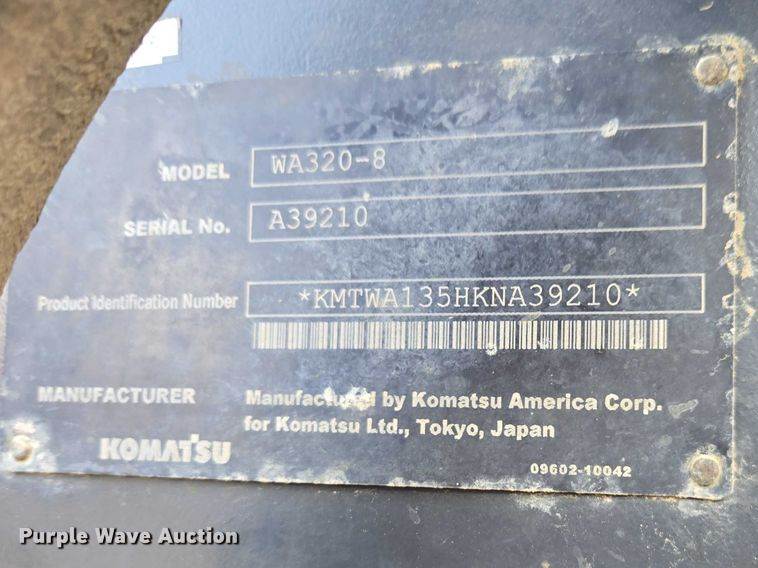 MODEL WA320-8
SERIAL No. A39210
Product Identification Number *KMTWA135HKNA39210*
MANUFACTURER Manufactured by Komatsu America Corp.
for Komatsu Ltd., Tokyo, Japan
KOMATSU
09602-10042
Purple Wave Auction